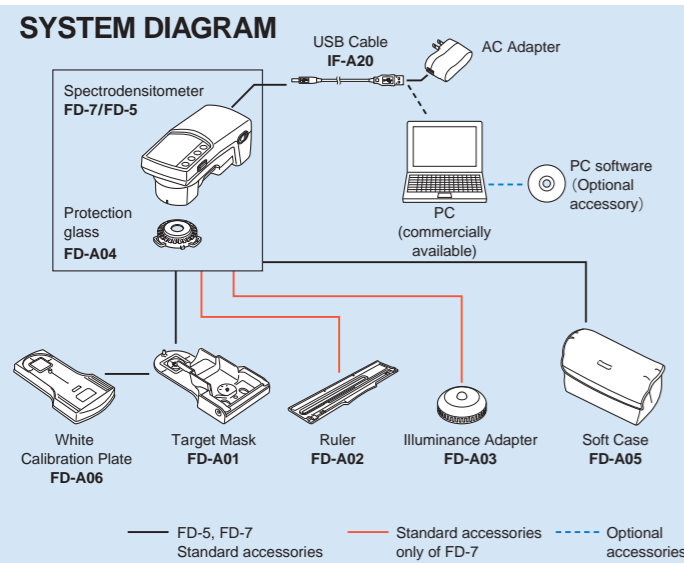 SYSTEM DIAGRAM
USB Cable
IF-A20
AC Adapter
Spectrodensitometer
FD-7/FD-5
Protection
glass
FD-A04
PC
(commercially
available)
PC software
(Optional
accessory)
White
Calibration Plate
FD-A06
Target Mask
FD-A01
Ruler
FD-A02
Illuminance Adapter
FD-A03
Soft Case
FD-A05
FD-5, FD-7
Standard accessories
Standard accessories
only of FD-7
Optional
accessories